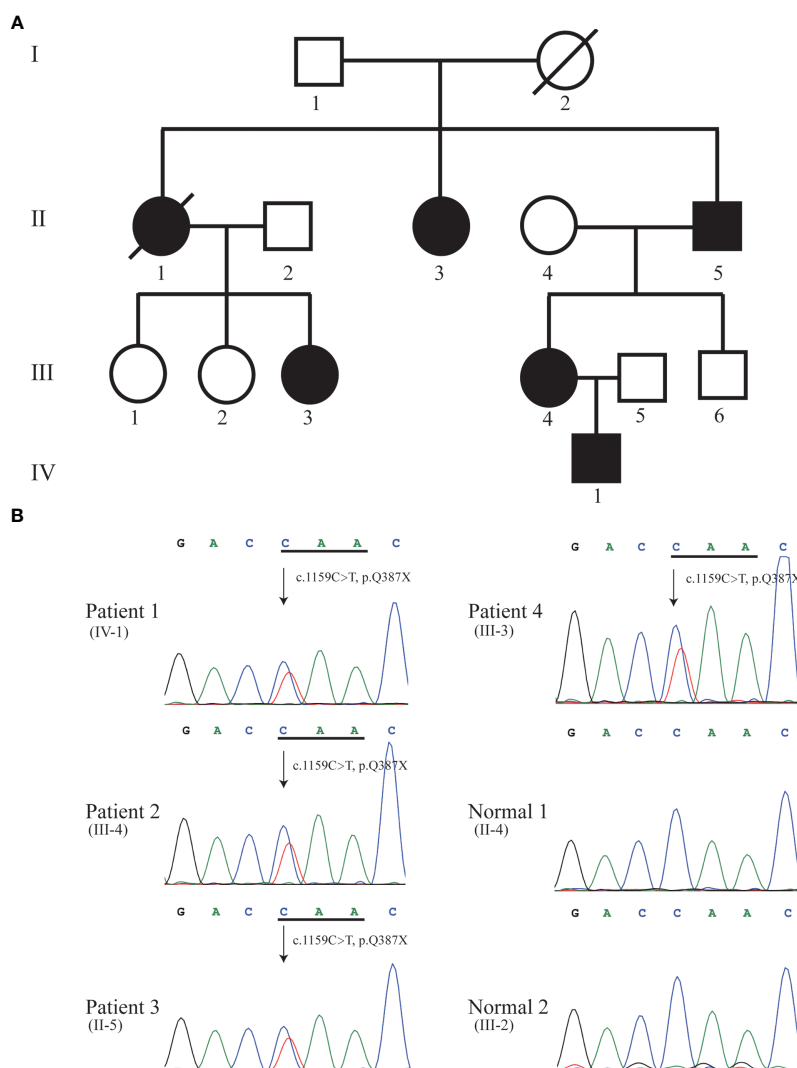 A
I
1
2
II
1
2
3
4
5
III
1
2
3
4
5
6
IV
1
B
G A C C A A C
c.1159C>T, p.Q387X
Patient 1
(IV-1)
G A C C A A C
c.1159C>T, p.Q387X
Patient 4
(III-3)
G A C C A A C
c.1159C>T, p.Q387X
Patient 2
(III-4)
G A C C A A C
Normal 1
(II-4)
G A C C A A C
c.1159C>T, p.Q387X
Patient 3
(II-5)
G A C C A A C
Normal 2
(III-2)